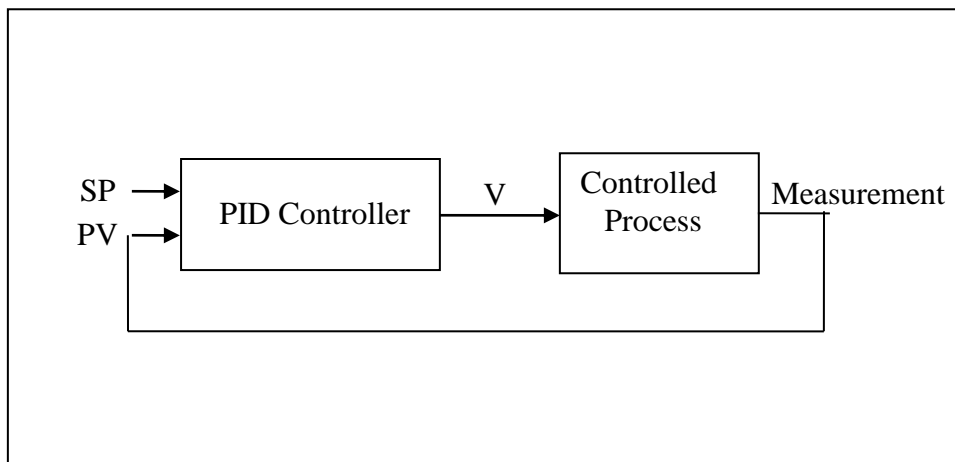 SP
PV
PID Controller
V
Controlled
Process
Measurement